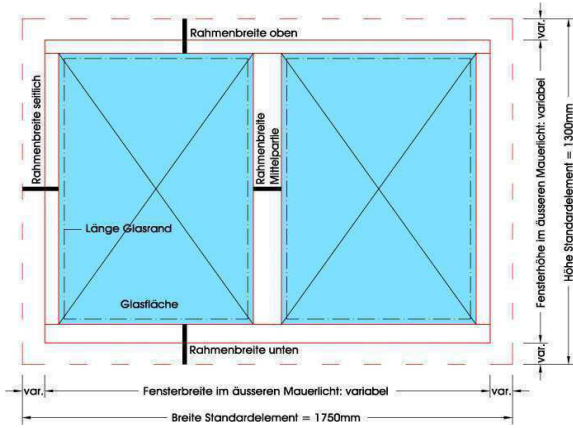 Rahmenbreite oben
var.
Rahmenbreite seitlich
Rahmenbreite
Mittelpartie
Länge Glasrand
Glasfläche
Fensterhöhe im äusseren Mauerlicht: variabel
Höhe Standardelement = 1300mm
Rahmenbreite unten
var.
var.
Fensterbreite im äusseren Mauerlicht: variabel
var.
Breite Standardelement = 1750mm